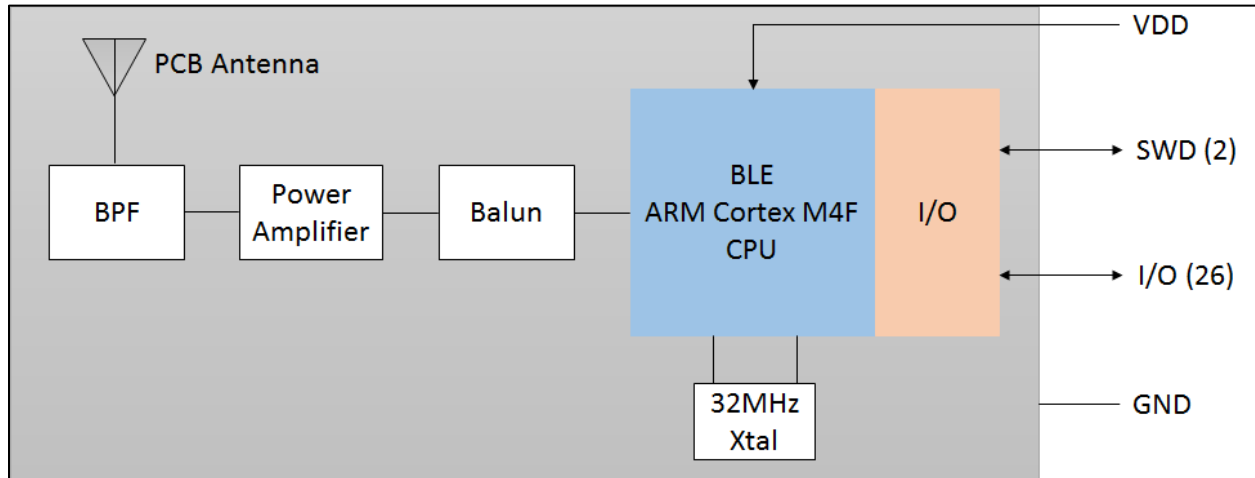 PCB Antenna
BPF
Power
Amplifier
Balun
BLE
ARM Cortex M4F
CPU
I/O
32MHz
Xtal
VDD
SWD (2)
I/O (26)
GND